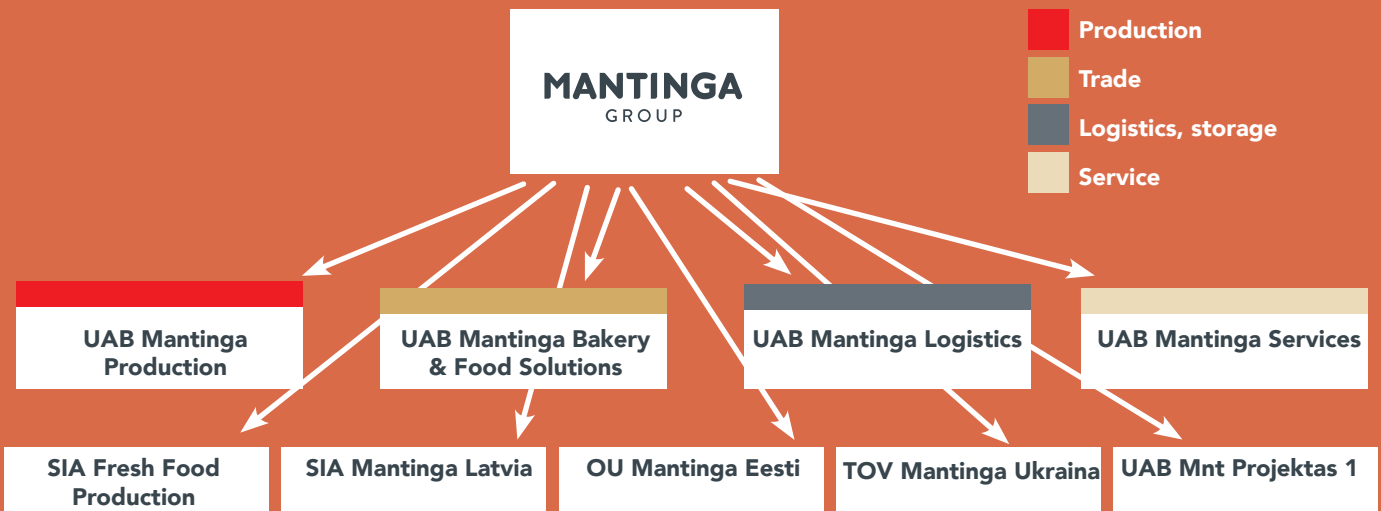 MANTINGA
GROUP
Production
Trade
Logistics, storage
Service
UAB Mantinga
Production
UAB Mantinga Bakery
& Food Solutions
UAB Mantinga Logistics
UAB Mantinga Services
SIA Fresh Food
Production
SIA Mantinga Latvia
OU Mantinga Eesti
TOV Mantinga Ukraina
UAB Mnt Projektas 1